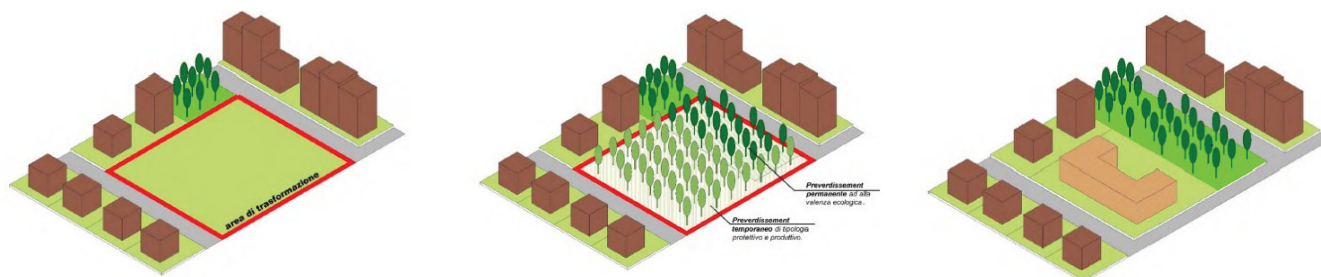 area di trasformazione
Preverdissement
permanente ad alta
valenza ecologica.
Preverdissement
temporaneo di tipologia
protettivo e produttivo.